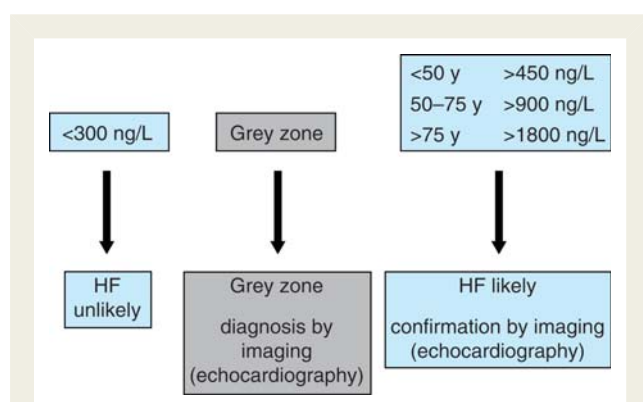 <300 ng/L
Grey zone
<50 y >450 ng/L
50–75 y >900 ng/L
>75 y >1800 ng/L
HF
unlikely
Grey zone
diagnosis by
imaging
(echocardiography)
HF likely
confirmation by imaging
(echocardiography)